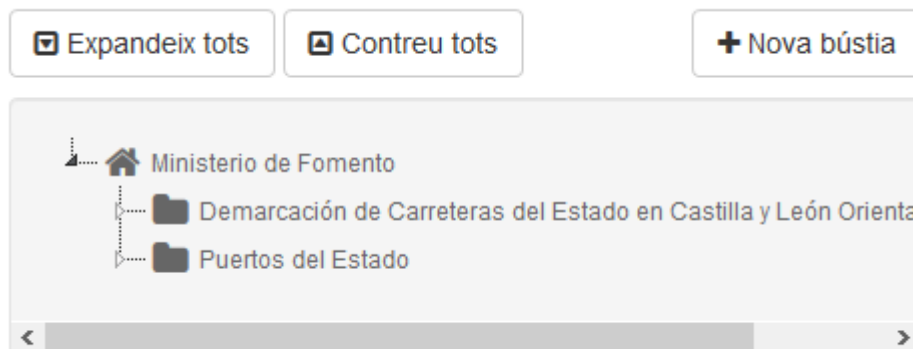 Expandeix tots Contreu tots Nova bústia
Ministerio de Fomento
Demarcación de Carreteras del Estado en Castilla y León Orienta
Puertos del Estado